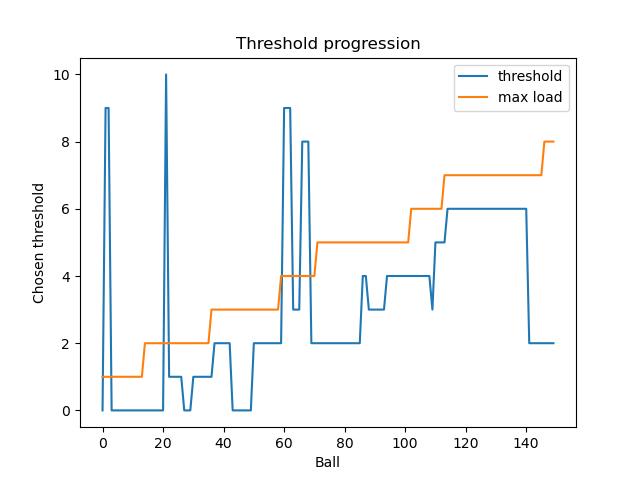 Threshold progression
threshold
max load
10
8
6
4
2
0
Chosen threshold
0 20 40 60 80 100 120 140
Ball